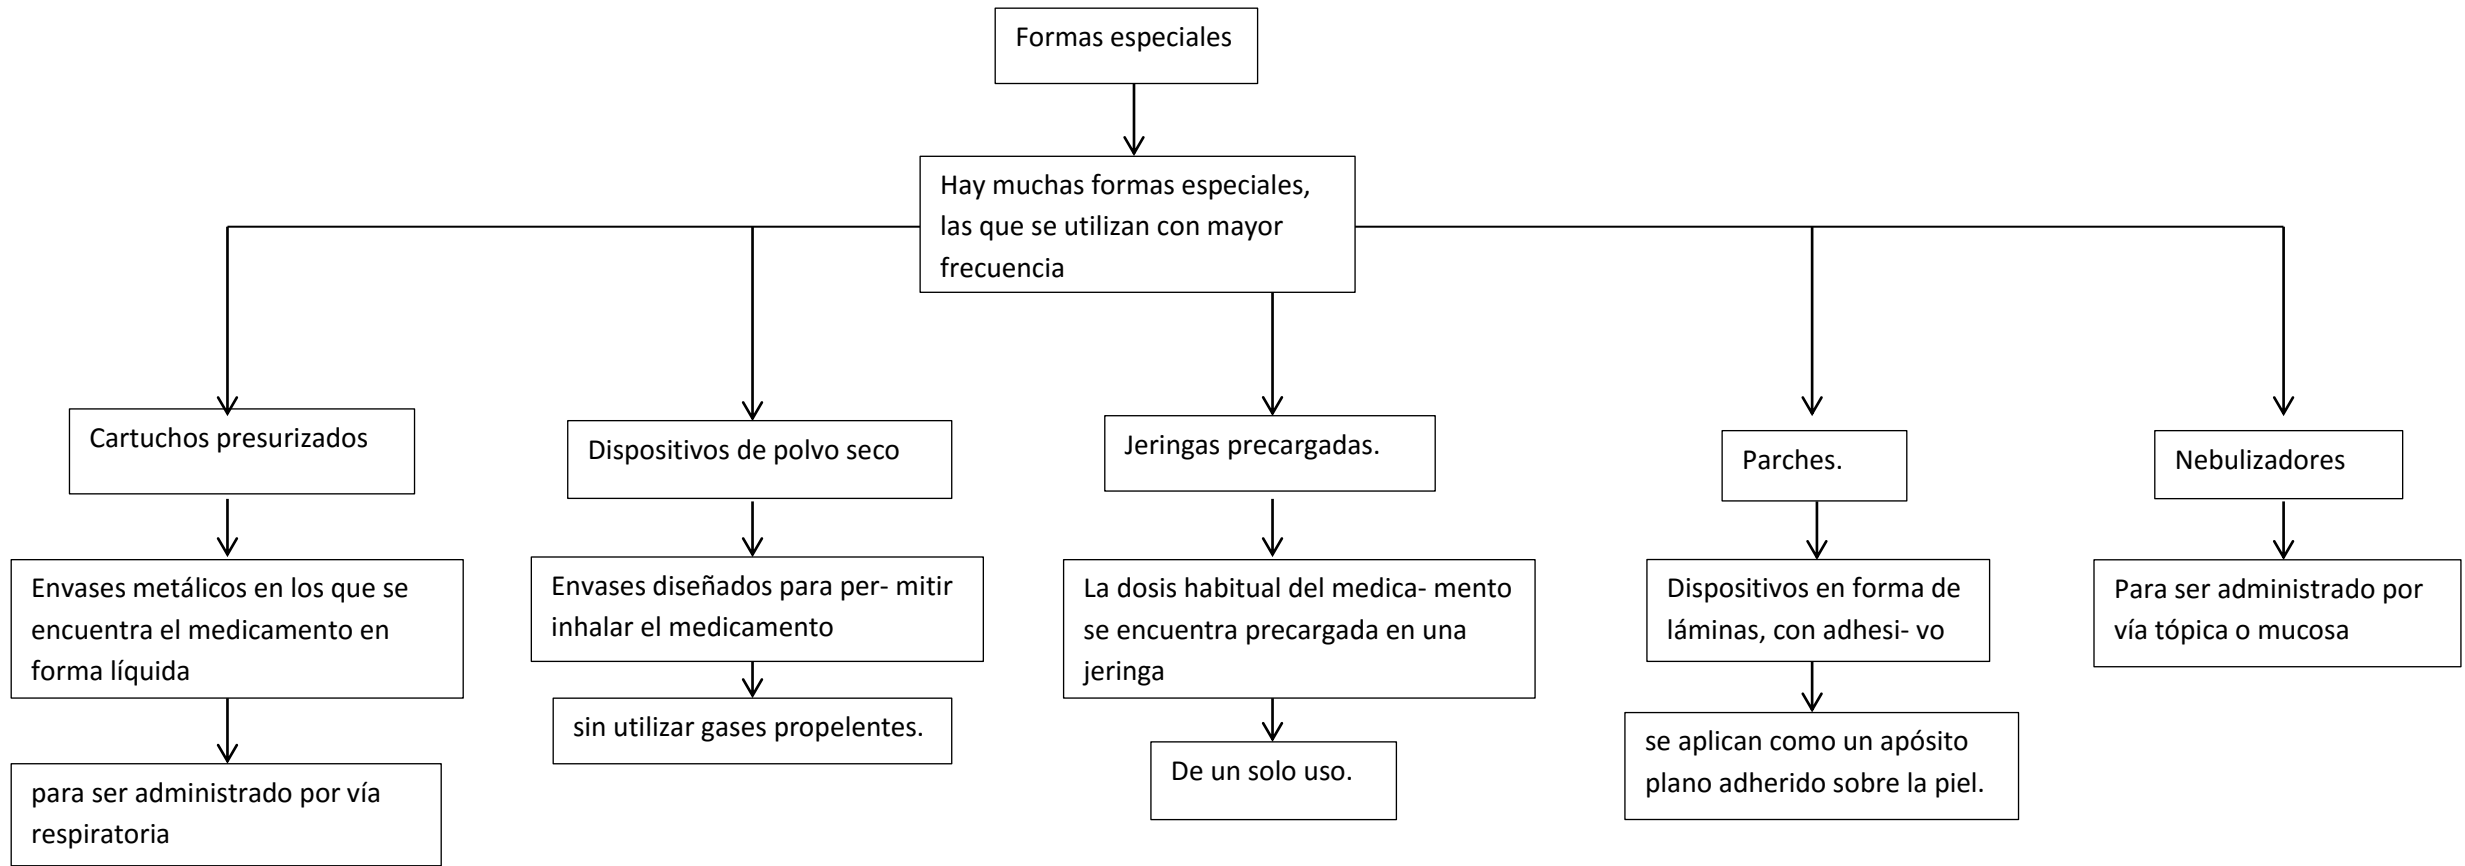 Formas especiales
Hay muchas formas especiales,
las que se utilizan con mayor
frecuencia
Cartuchos presurizados
Dispositivos de polvo seco
Jeringas precargadas.
Parches.
Nebulizadores
Envases metálicos en los que se
encuentra el medicamento en
forma líquida
Envases diseñados para per- mitir
inhalar el medicamento
La dosis habitual del medica- mento
se encuentra precargada en una
jeringa
Dispositivos en forma de
láminas, con adhesi- vo
Para ser administrado por
vía tópica o mucosa
para ser administrado por vía
respiratoria
sin utilizar gases propelentes.
De un solo uso.
se aplican como un apósito
plano adherido sobre la piel.